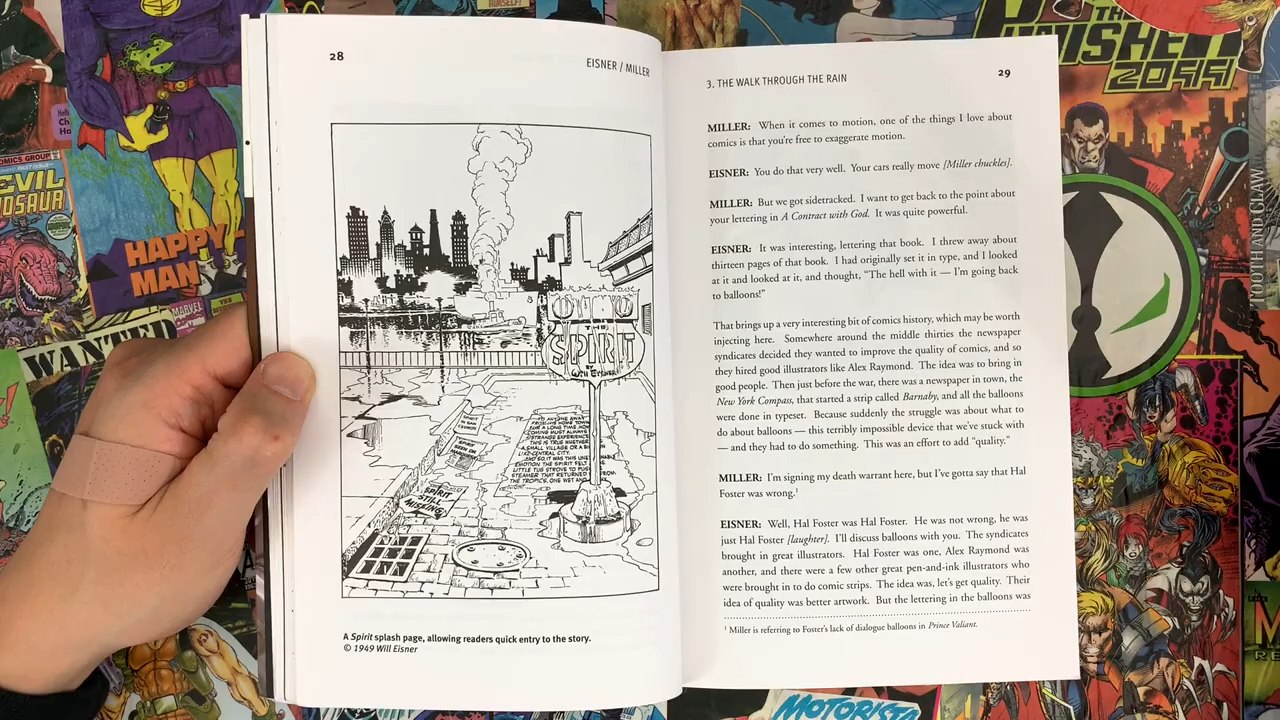 28
EISNER / MILLER
SPIRIT
BY
WILL EISNER
SPIRIT
STILL
MISSING
A Spirit splash page, allowing readers quick entry to the story.
© 1949 Will Eisner
3. THE WALK THROUGH THE RAIN
29
MILLER: When it comes to motion, one of the things I love about
comics is that you're free to exaggerate motion.
EISNER: You do that very well. Your cars really move [Miller chuckles].
MILLER: But we got sidetracked. I want to get back to the point about
your lettering in A Contract with God. It was quite powerful.
EISNER: It was interesting, lettering that book. I threw away about
thirteen pages of that book. I had originally set it in type, and I looked
at it and looked at it, and thought, “The hell with it — I'm going back
to balloons!”
That brings up a very interesting bit of comics history, which may be worth
injecting here. Somewhere around the middle thirties the newspaper
syndicates decided they wanted to improve the quality of comics, and so
they hired good illustrators like Alex Raymond. The idea was to bring in
good people. Then just before the war, there was a newspaper in town, the
New York Compass, that started a strip called Barnaby, and all the balloons
were done in typeset. Because suddenly the struggle was about what to
do about balloons — this terribly impossible device that we've stuck with
— and they had to do something. This was an effort to add “quality.”
MILLER: I'm signing my death warrant here, but I've gotta say that Hal
Foster was wrong.¹
EISNER: Well, Hal Foster was Hal Foster. He was not wrong, he was
just Hal Foster [laughter]. I'll discuss balloons with you. The syndicates
brought in great illustrators. Hal Foster was one, Alex Raymond was
another, and there were a few other great pen-and-ink illustrators who
were brought in to do comic strips. The idea was, let's get quality. Their
idea of quality was better artwork. But the lettering in the balloons was
¹ Miller is referring to Foster's lack of dialogue balloons in Prince Valiant.
COMICS GROUP
HAPPY
MAN
WANTED
THE
2099
TOOTH AND CLAW
MOTORISTA